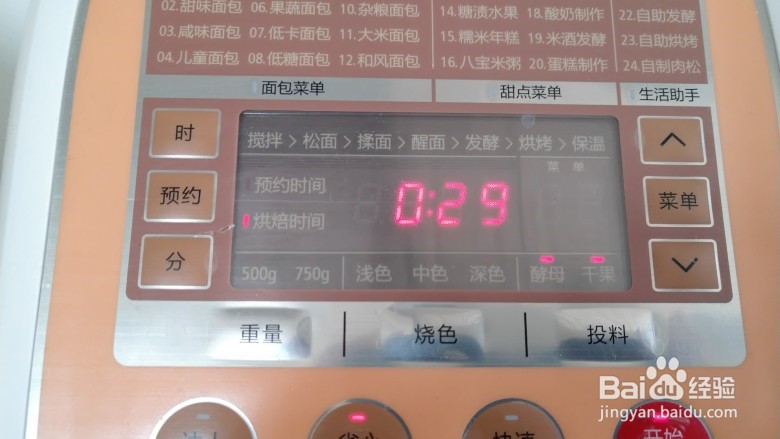 02.甜味面包 06.果蔬面包 10.杂粮面包 14.糖渍水果 18.酸奶制作 22.自助发酵
03.咸味面包 07.低卡面包 11.大米面包 15.糯米年糕 19.米酒发酵 23.自助烘烤
04.儿童面包 08.低糖面包 12.和风面包 16.八宝米粥 20.蛋糕制作 24.自制肉松
面包菜单 甜点菜单 生活助手
时
搅拌 > 松面 > 揉面 > 醒面 > 发酵 > 烘烤 > 保温
菜 单
预约
预约时间
0:29
菜单
烘焙时间
分
500g 750g 浅色 中色 深色 酵母 干果
重量 烧色 投料
快速
开始
Baidu 经验
jingyan.baidu.com